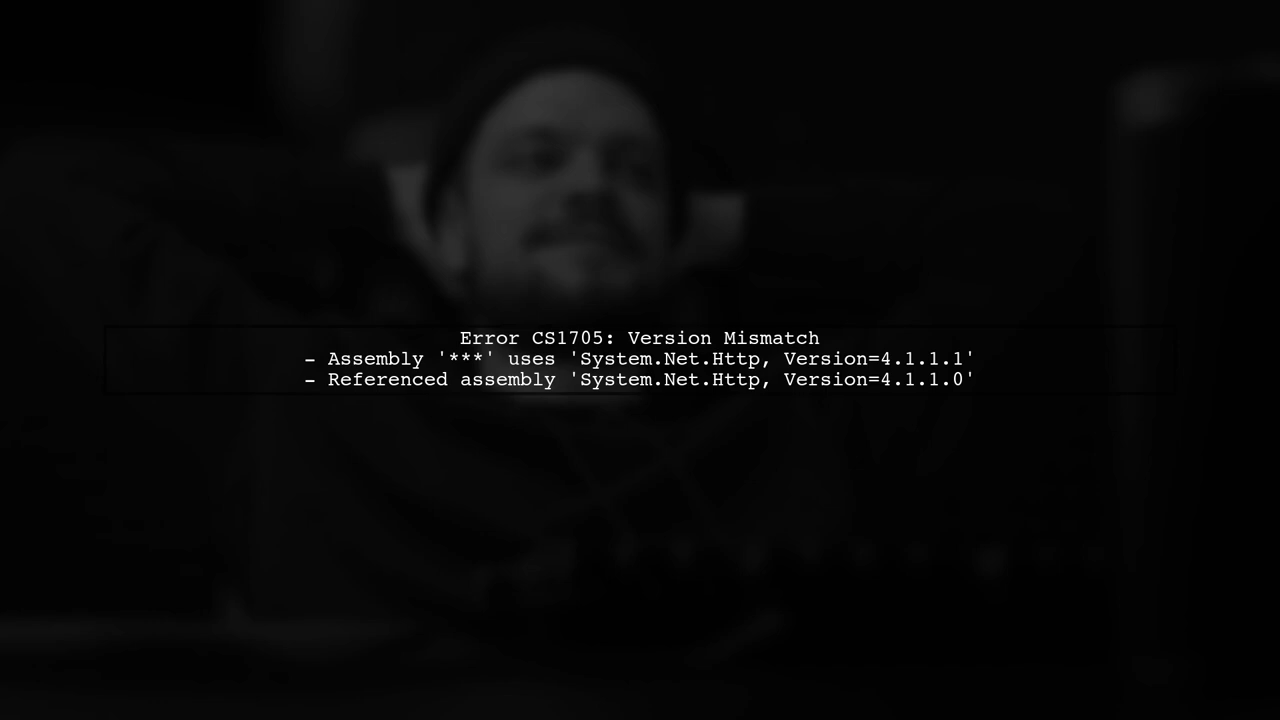 Error CS1705: Version Mismatch
– Assembly '***' uses 'System.Net.Http, Version=4.1.1.1'
– Referenced assembly 'System.Net.Http, Version=4.1.1.0'